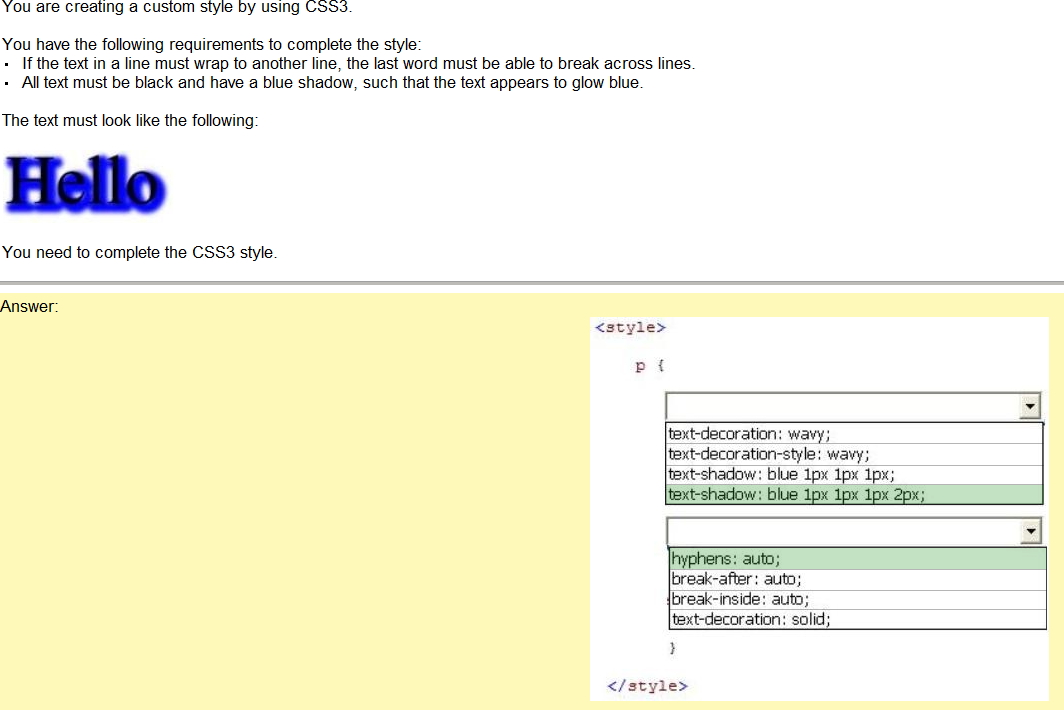 You are creating a custom style by using CSS3.
You have the following requirements to complete the style:
· If the text in a line must wrap to another line, the last word must be able to break across lines.
· All text must be black and have a blue shadow, such that the text appears to glow blue.
The text must look like the following:
Hello
You need to complete the CSS3 style.
Answer:
<style>
p {
text-decoration: wavy;
text-decoration-style: wavy;
text-shadow: blue 1px 1px 1px;
text-shadow: blue 1px 1px 1px 2px;
hyphens: auto;
break-after: auto;
break-inside: auto;
text-decoration: solid;
}
</style>